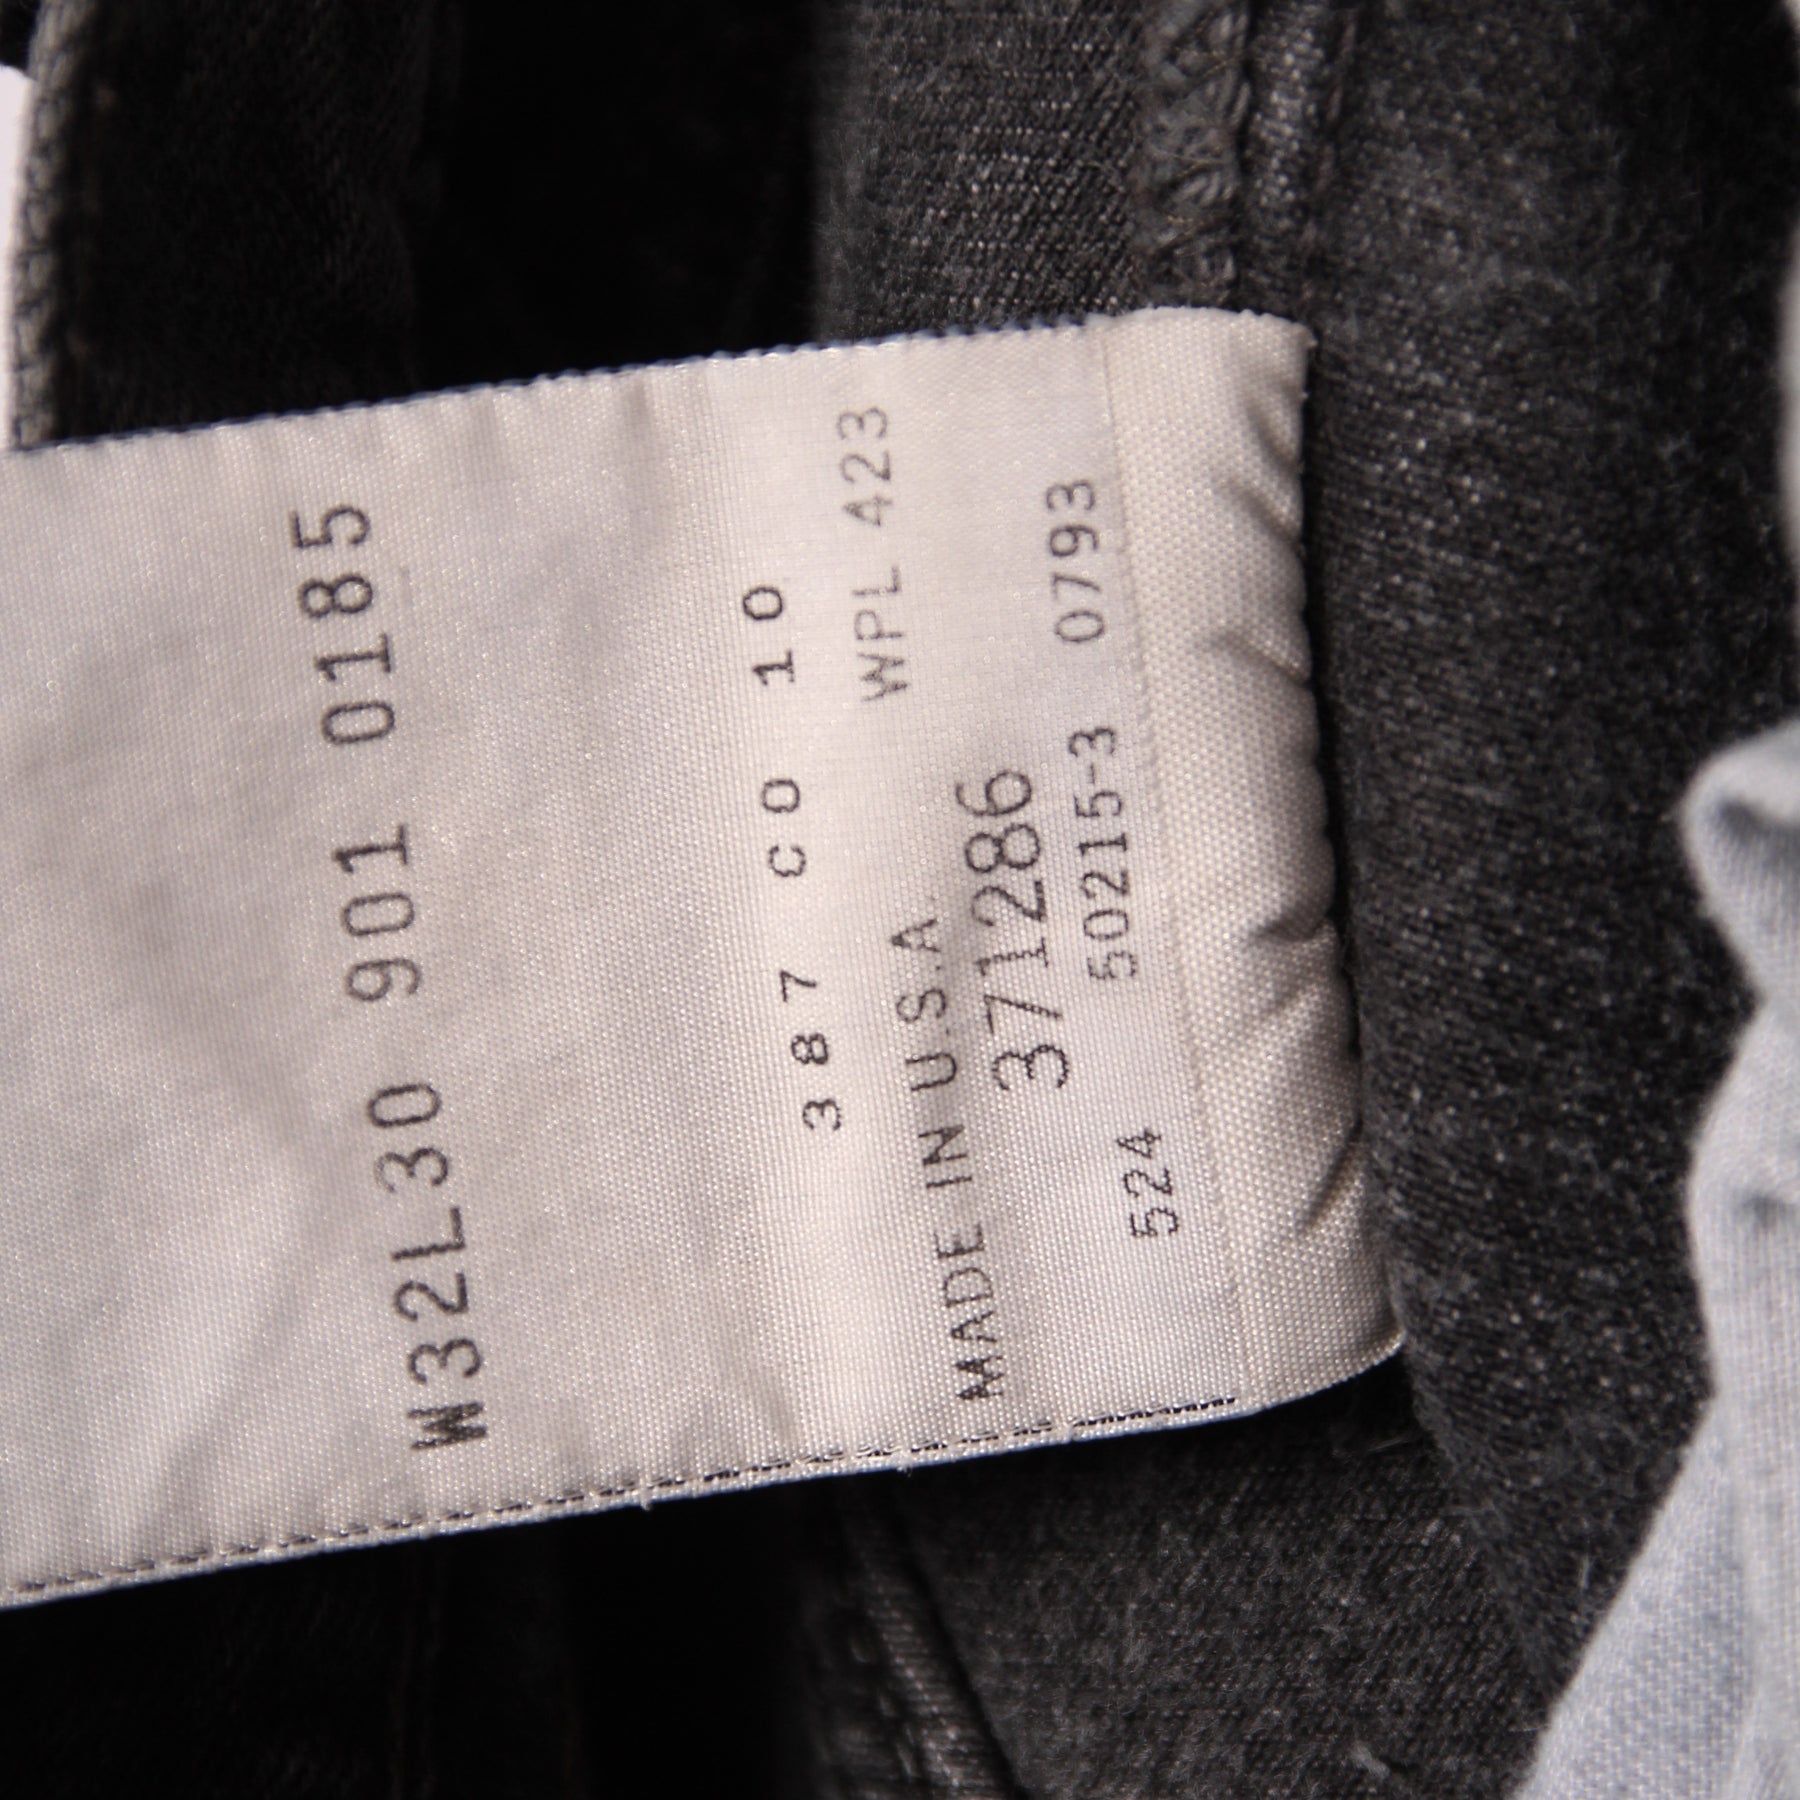 W32L30 901 0185
387 CO 10
WPL 423
MADE IN U.S.A.
371286
524 50215-3 0793